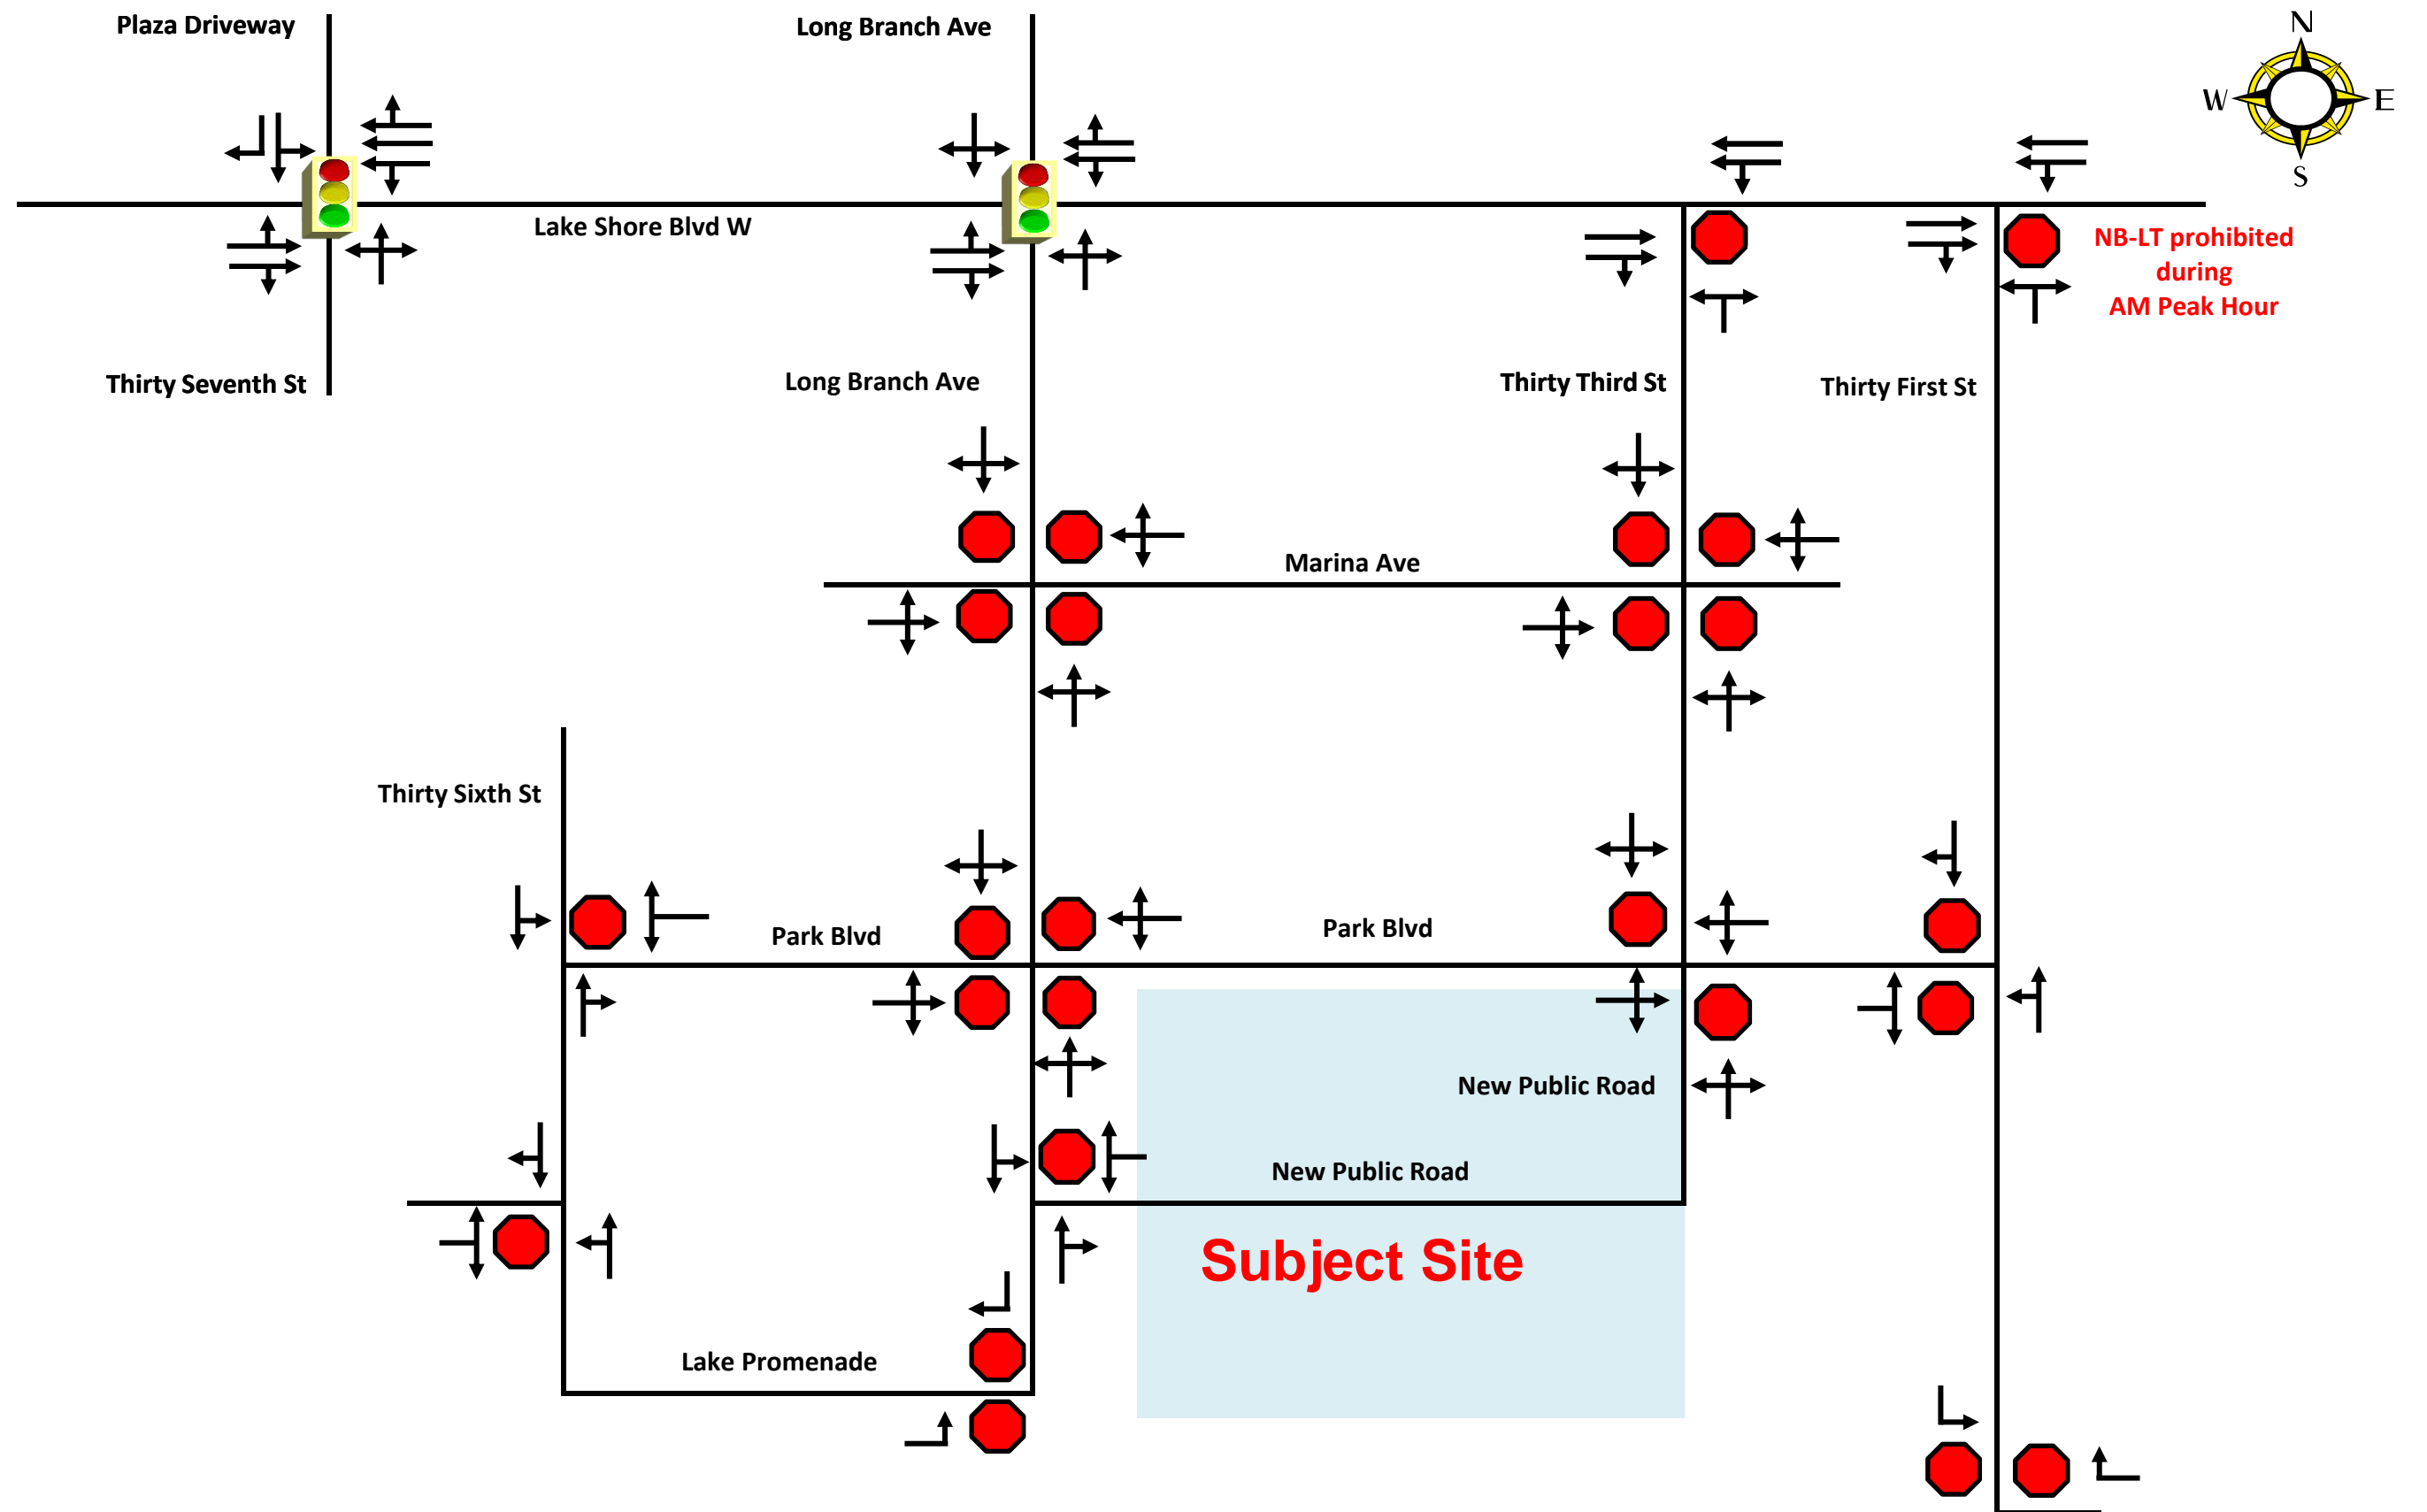 Plaza Driveway
Long Branch Ave
N
W
E
S
Lake Shore Blvd W
NB-LT prohibited
during
AM Peak Hour
Thirty Seventh St
Long Branch Ave
Thirty Third St
Thirty First St
Marina Ave
Thirty Sixth St
Park Blvd
Park Blvd
New Public Road
New Public Road
Subject Site
Lake Promenade